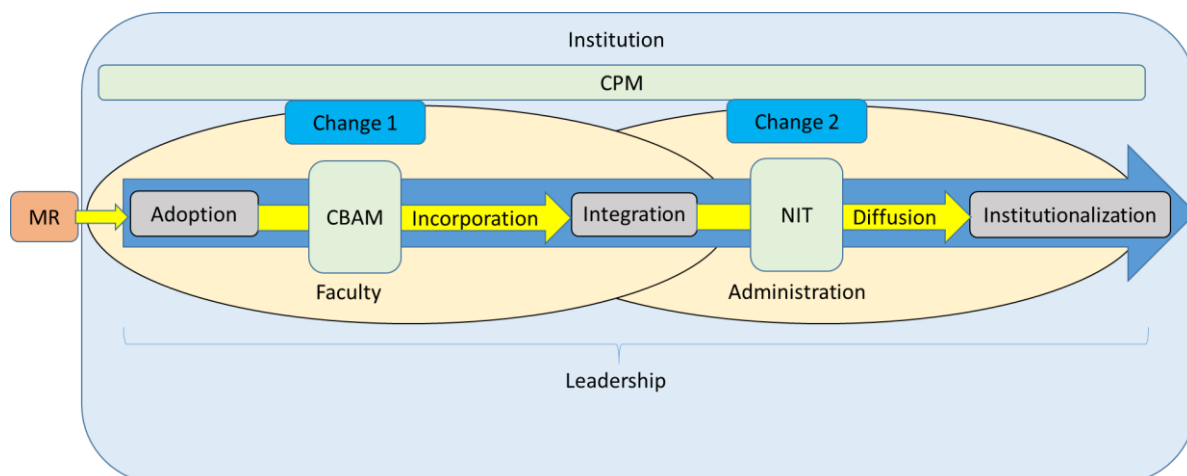 Institution
CPM
Change 1
Change 2
MR
Adoption
CBAM
Incorporation
Integration
NIT
Diffusion
Institutionalization
Faculty
Administration
Leadership